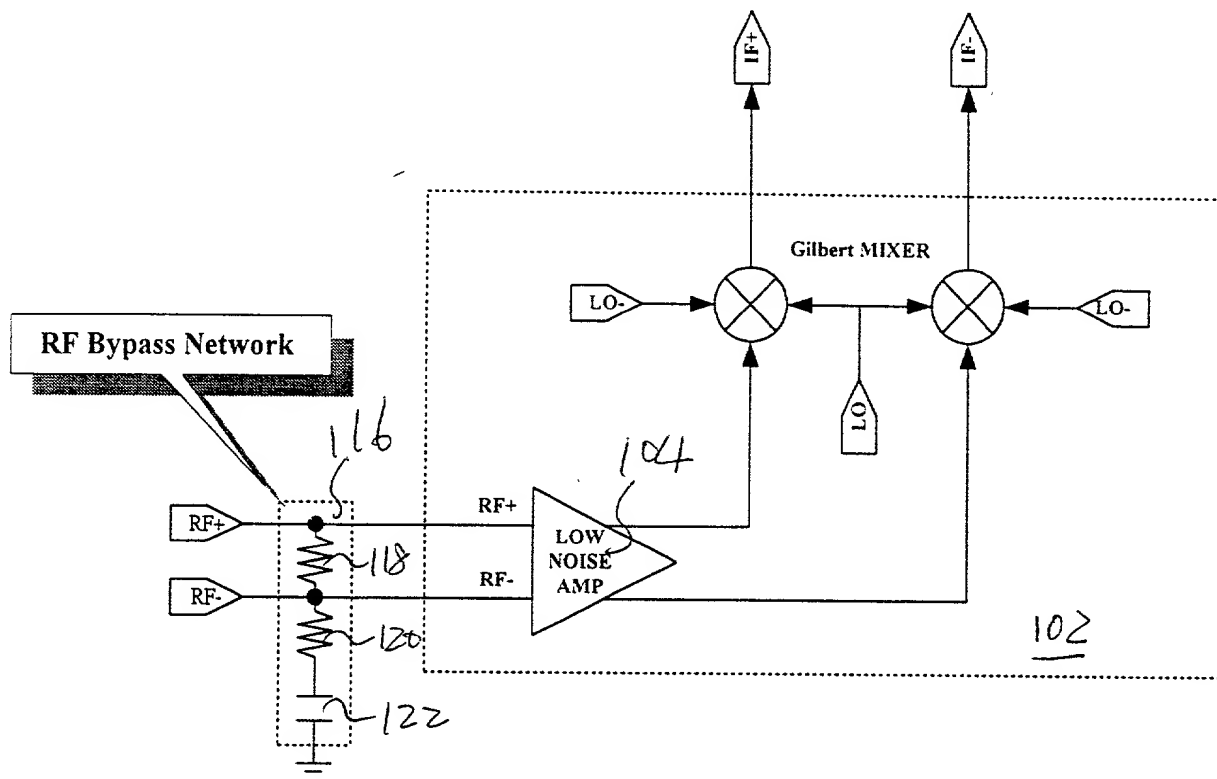 IF+
IF-
Gilbert MIXER
LO-
LO-
LO
RF Bypass Network
116
104
RF+
RF+
LOW
NOISE
AMP
118
RF-
RF-
120
102
122